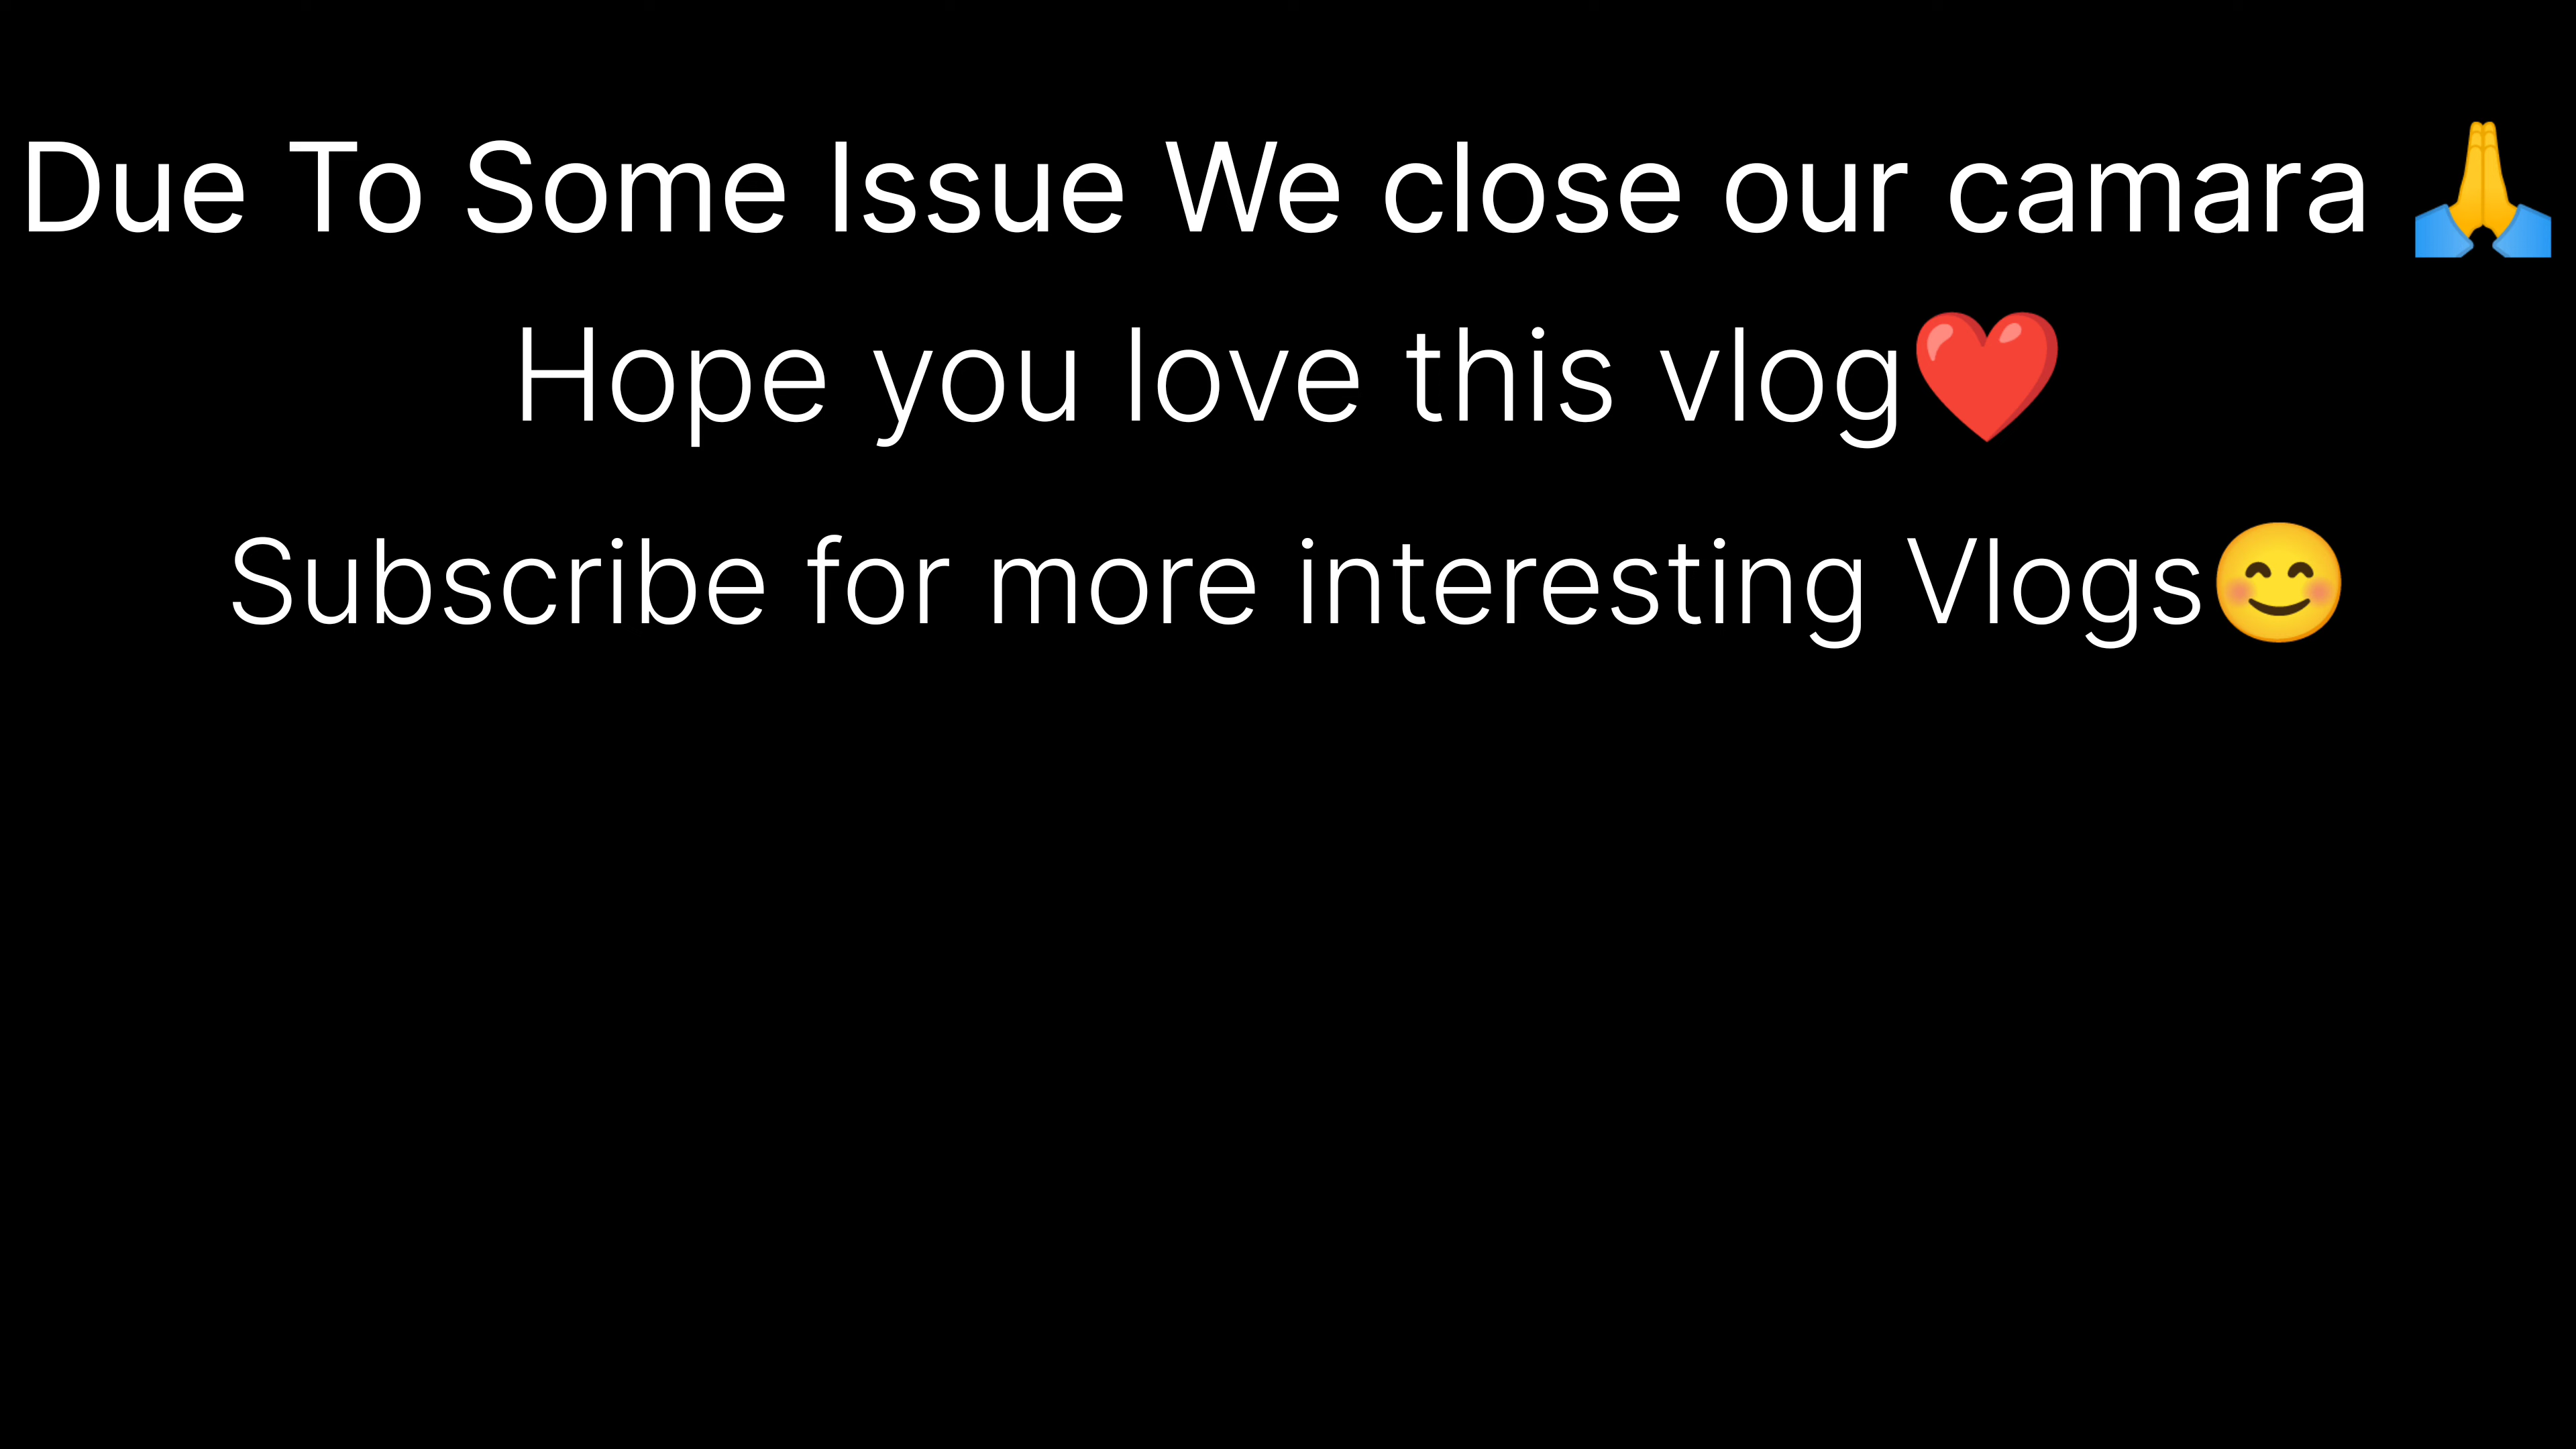 Due To Some Issue We close our camara 🙏
Hope you love this vlog❤️
Subscribe for more interesting Vlogs😊